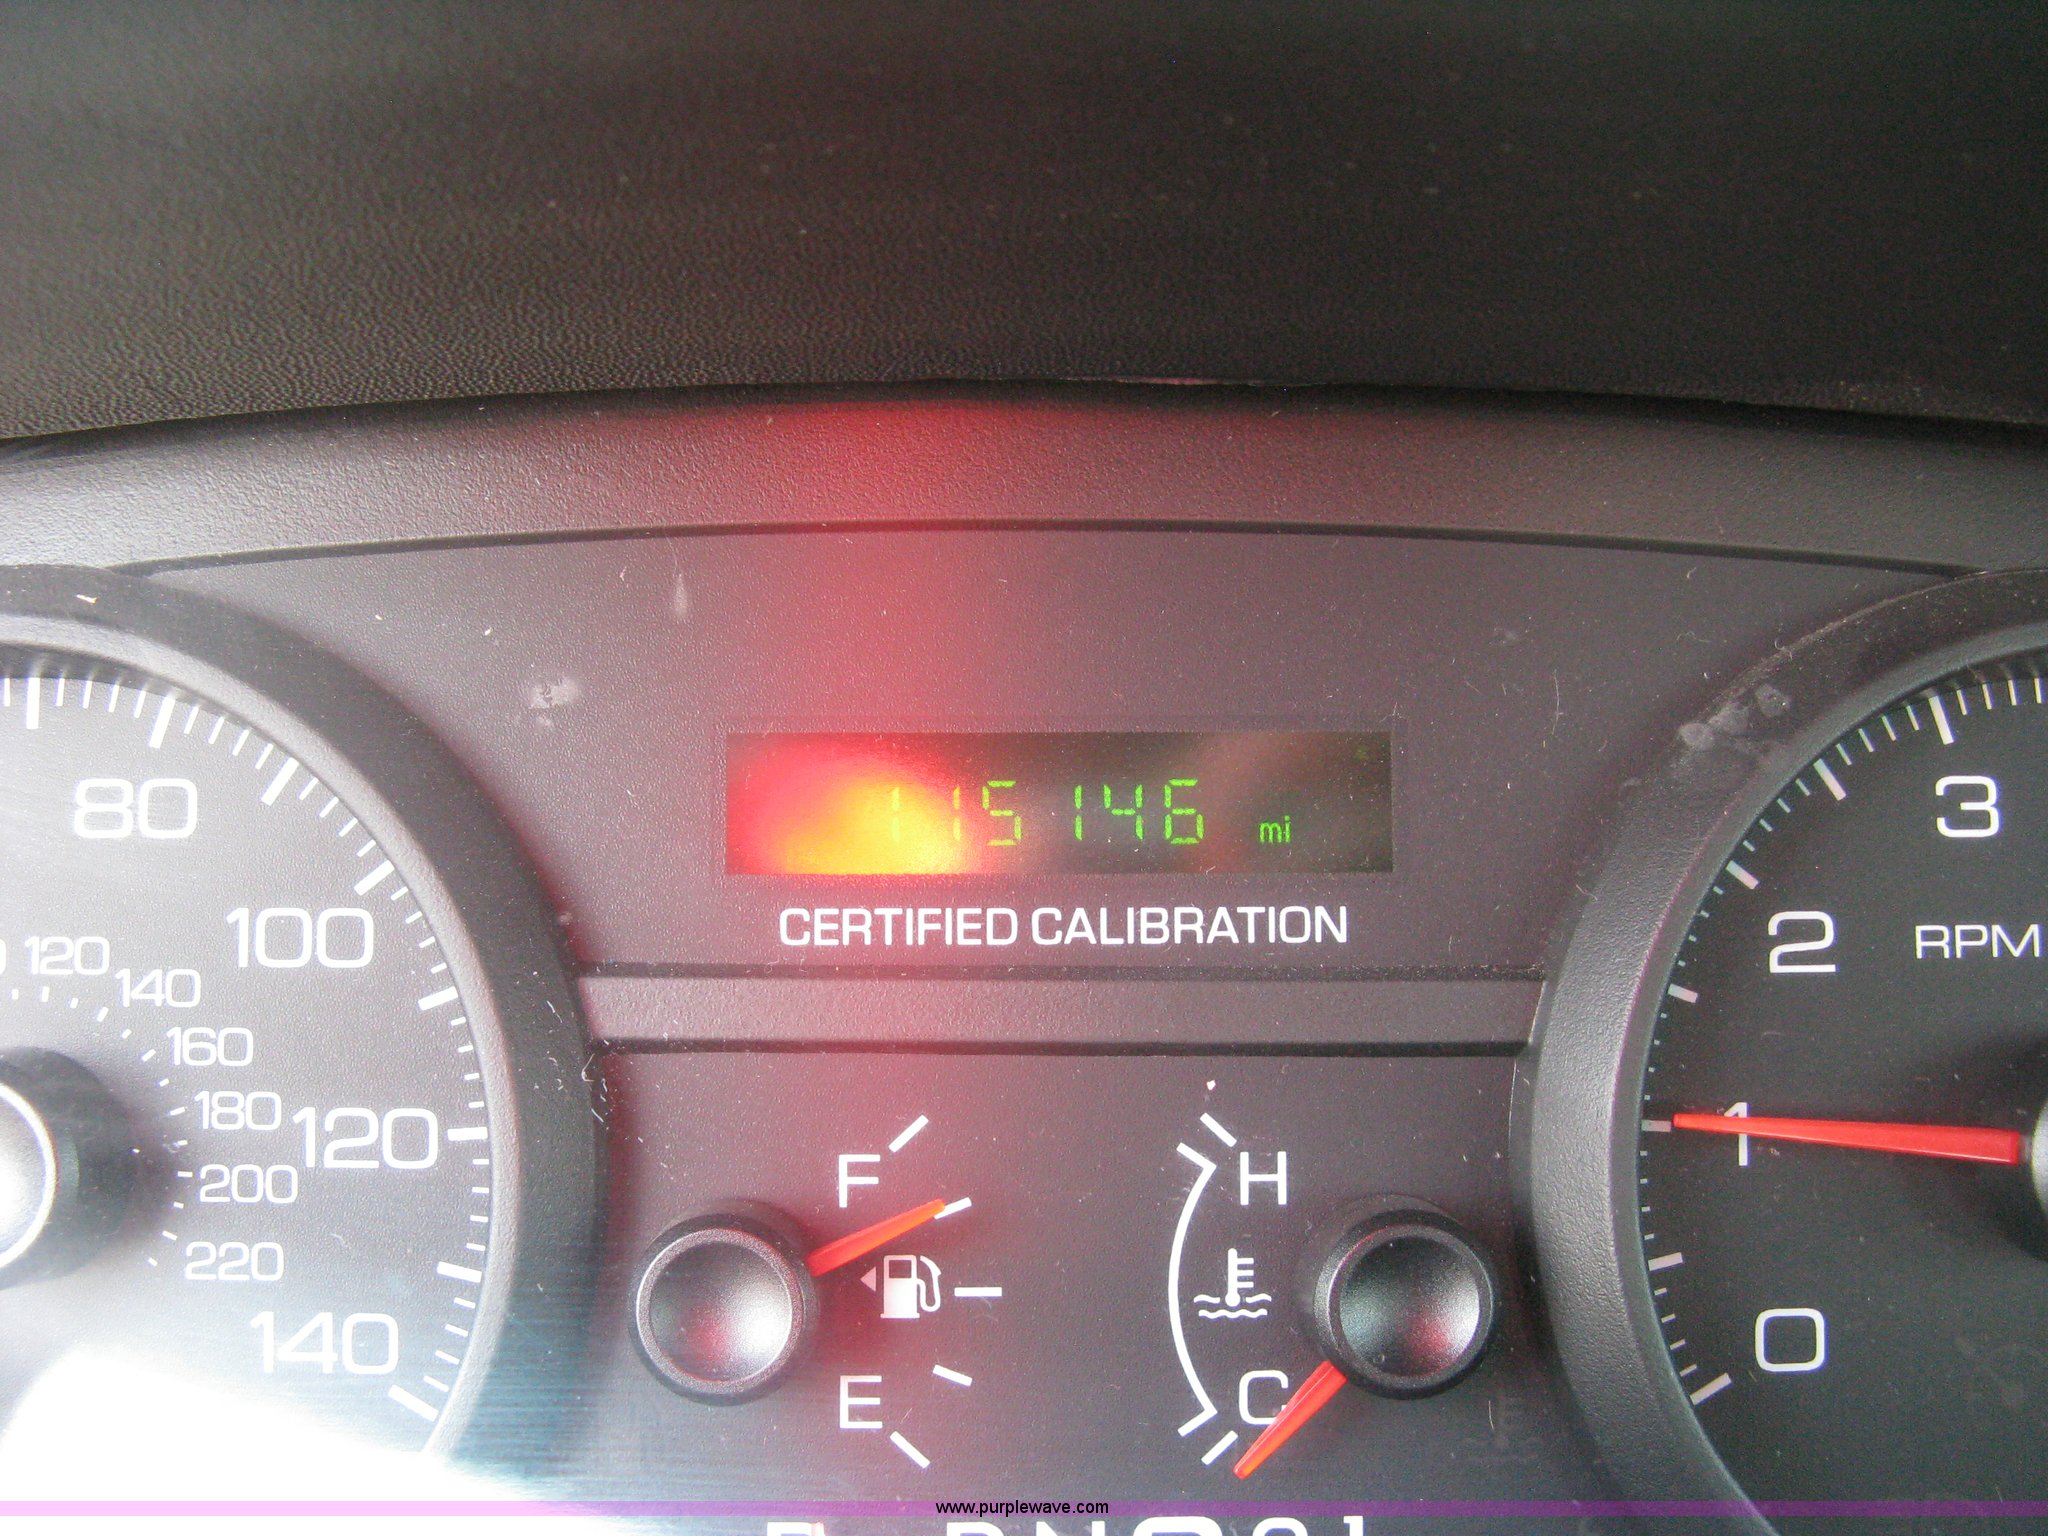 115146 mi
CERTIFIED CALIBRATION
80
100
120
140
120
140
160
180
200
220
F
E
H
C
3
2
1
0
RPM
www.purplewave.com